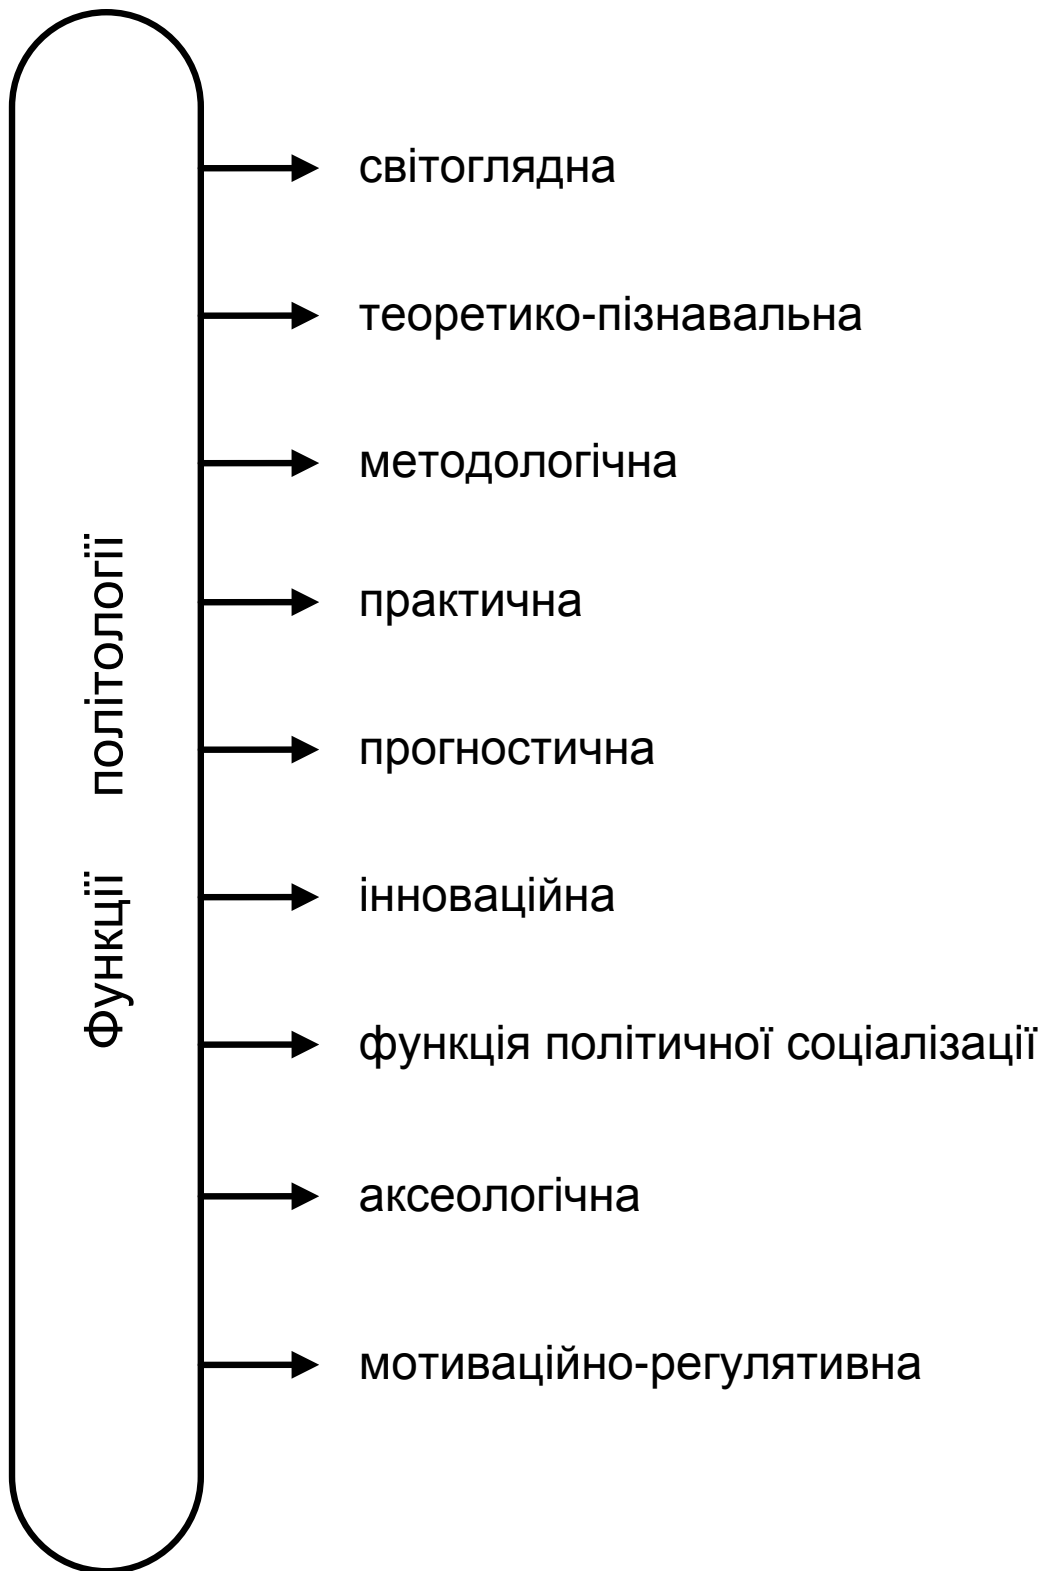 Функції політології
світоглядна
теоретико-пізнавальна
методологічна
практична
прогностична
інноваційна
функція політичної соціалізації
аксеологічна
мотиваційно-регулятивна